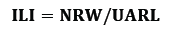 ILI = NRW/UARL